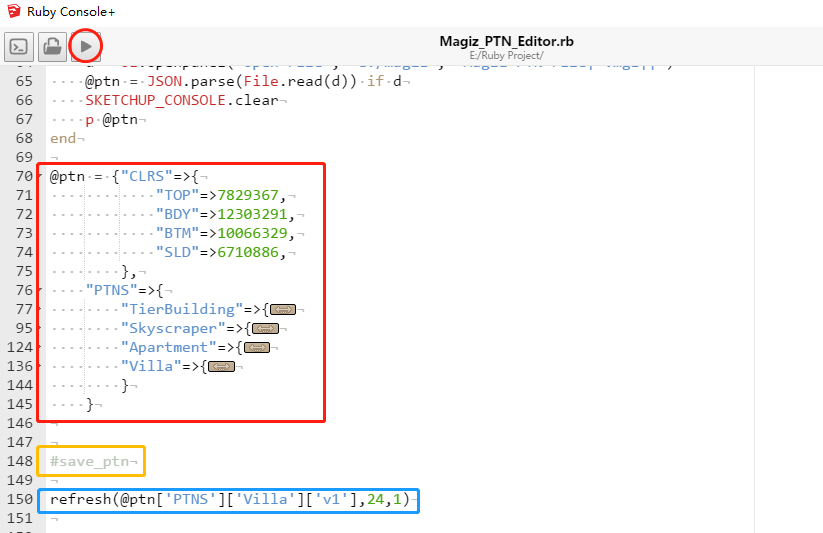 Ruby Console+
Magiz_PTN_Editor.rb
E:/Ruby Project/
65 @ptn = JSON.parse(File.read(d)) if d
66 SKETCHUP_CONSOLE.clear
67 p @ptn
68 end
69
70 @ptn = {"CLRS"=>{
71 "TOP"=>7829367,
72 "BDY"=>12303291,
73 "BTM"=>10066329,
74 "SLD"=>6710886,
75 },
76 "PTNS"=>{
77 "TierBuilding"=>{
95 "Skyscraper"=>{
124 "Apartment"=>{
136 "Villa"=>{
144 }
145 }
146
147
148 #save_ptn
149
150 refresh(@ptn['PTNS']['Villa']['v1'],24,1)
151